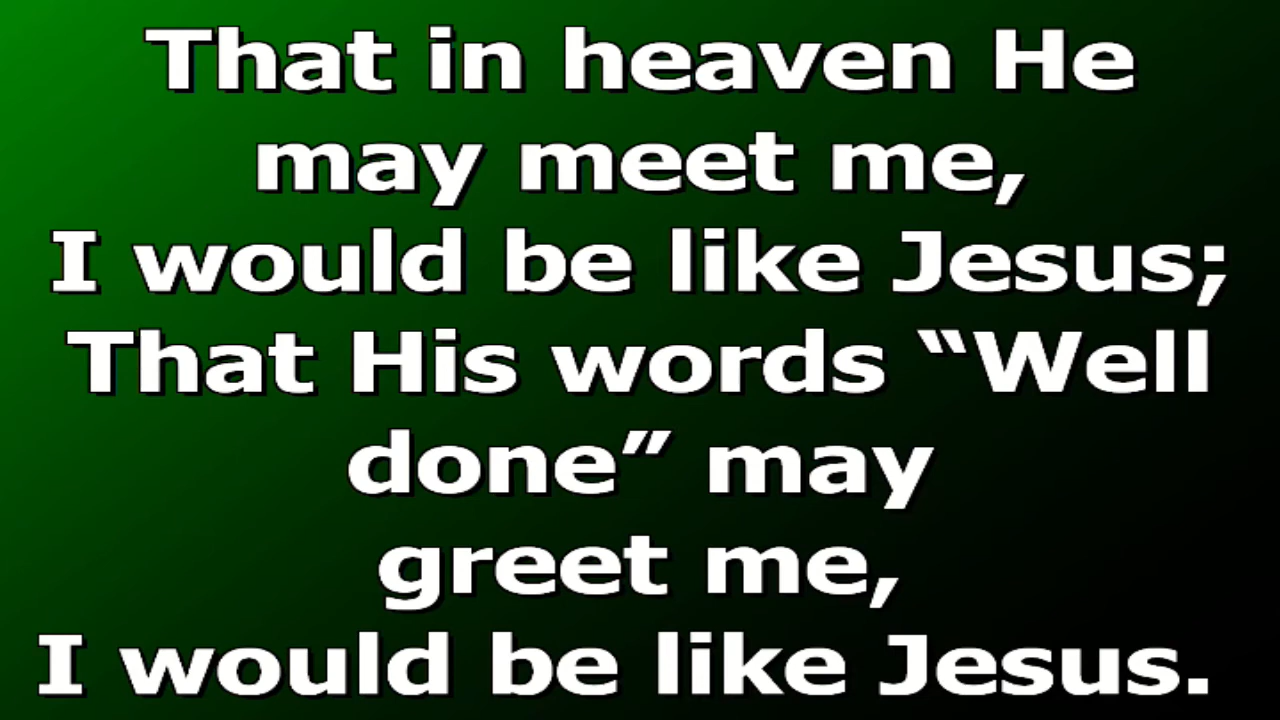 That in heaven He
may meet me,
I would be like Jesus;
That His words “Well
done” may
greet me,
I would be like Jesus.